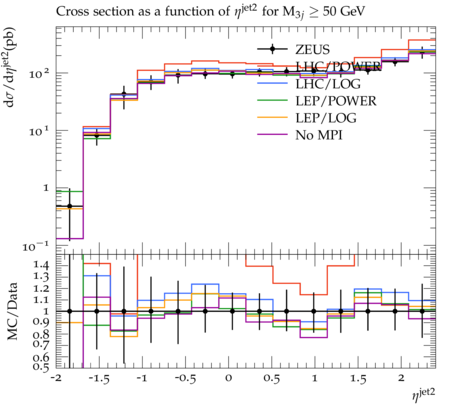 Cross section as a function of η^jet2 for M_3j ≥ 50 GeV
dσ/dη^jet2 (pb)
10^2
10^1
1
10^−1
ZEUS
LHC/POWER
LHC/LOG
LEP/POWER
LEP/LOG
No MPI
MC/Data
1.4
1.3
1.2
1.1
1
0.9
0.8
0.7
0.6
0.5
-2 -1.5 -1 -0.5 0 0.5 1 1.5 2
η^jet2